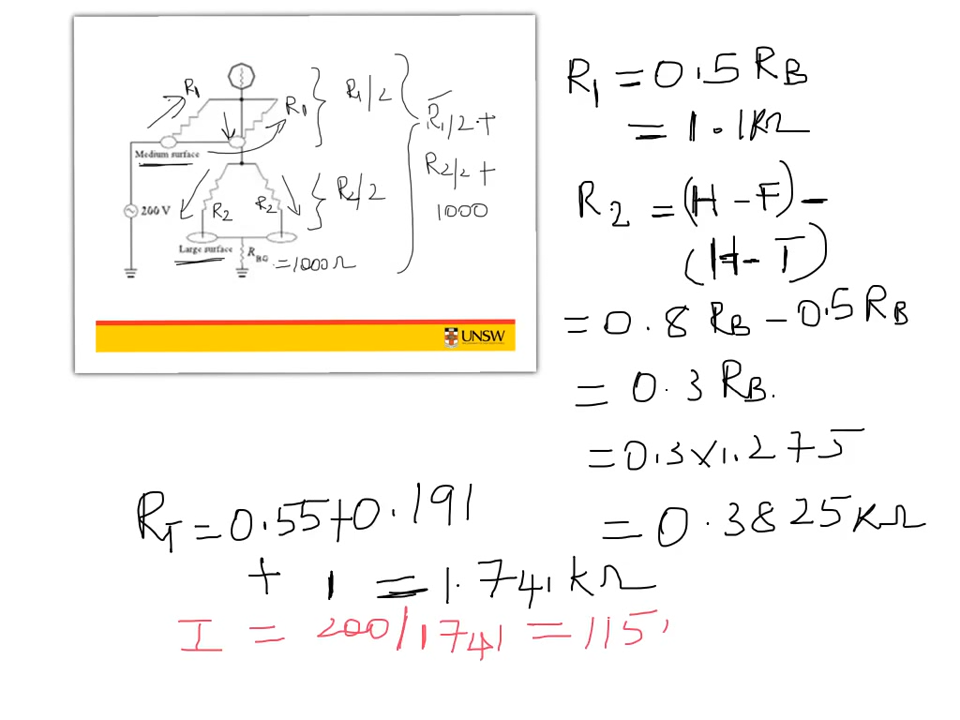 R1
R1
R1/2
R1/2 +
Medium surface
R2/2
R2/2 +
200 V
R2
R2
1000
Large surface
RBG = 1000Ω
UNSW
R1 = 0.5 RB
= 1.1KΩ
R2 = (H - F) -
(H - T)
= 0.8 RB - 0.5 RB
= 0.3 RB.
= 0.3 x 1.275
= 0.3825 KΩ
RT = 0.55 + 0.191
+ 1 = 1.741 kΩ
I = 200/1741 = 115